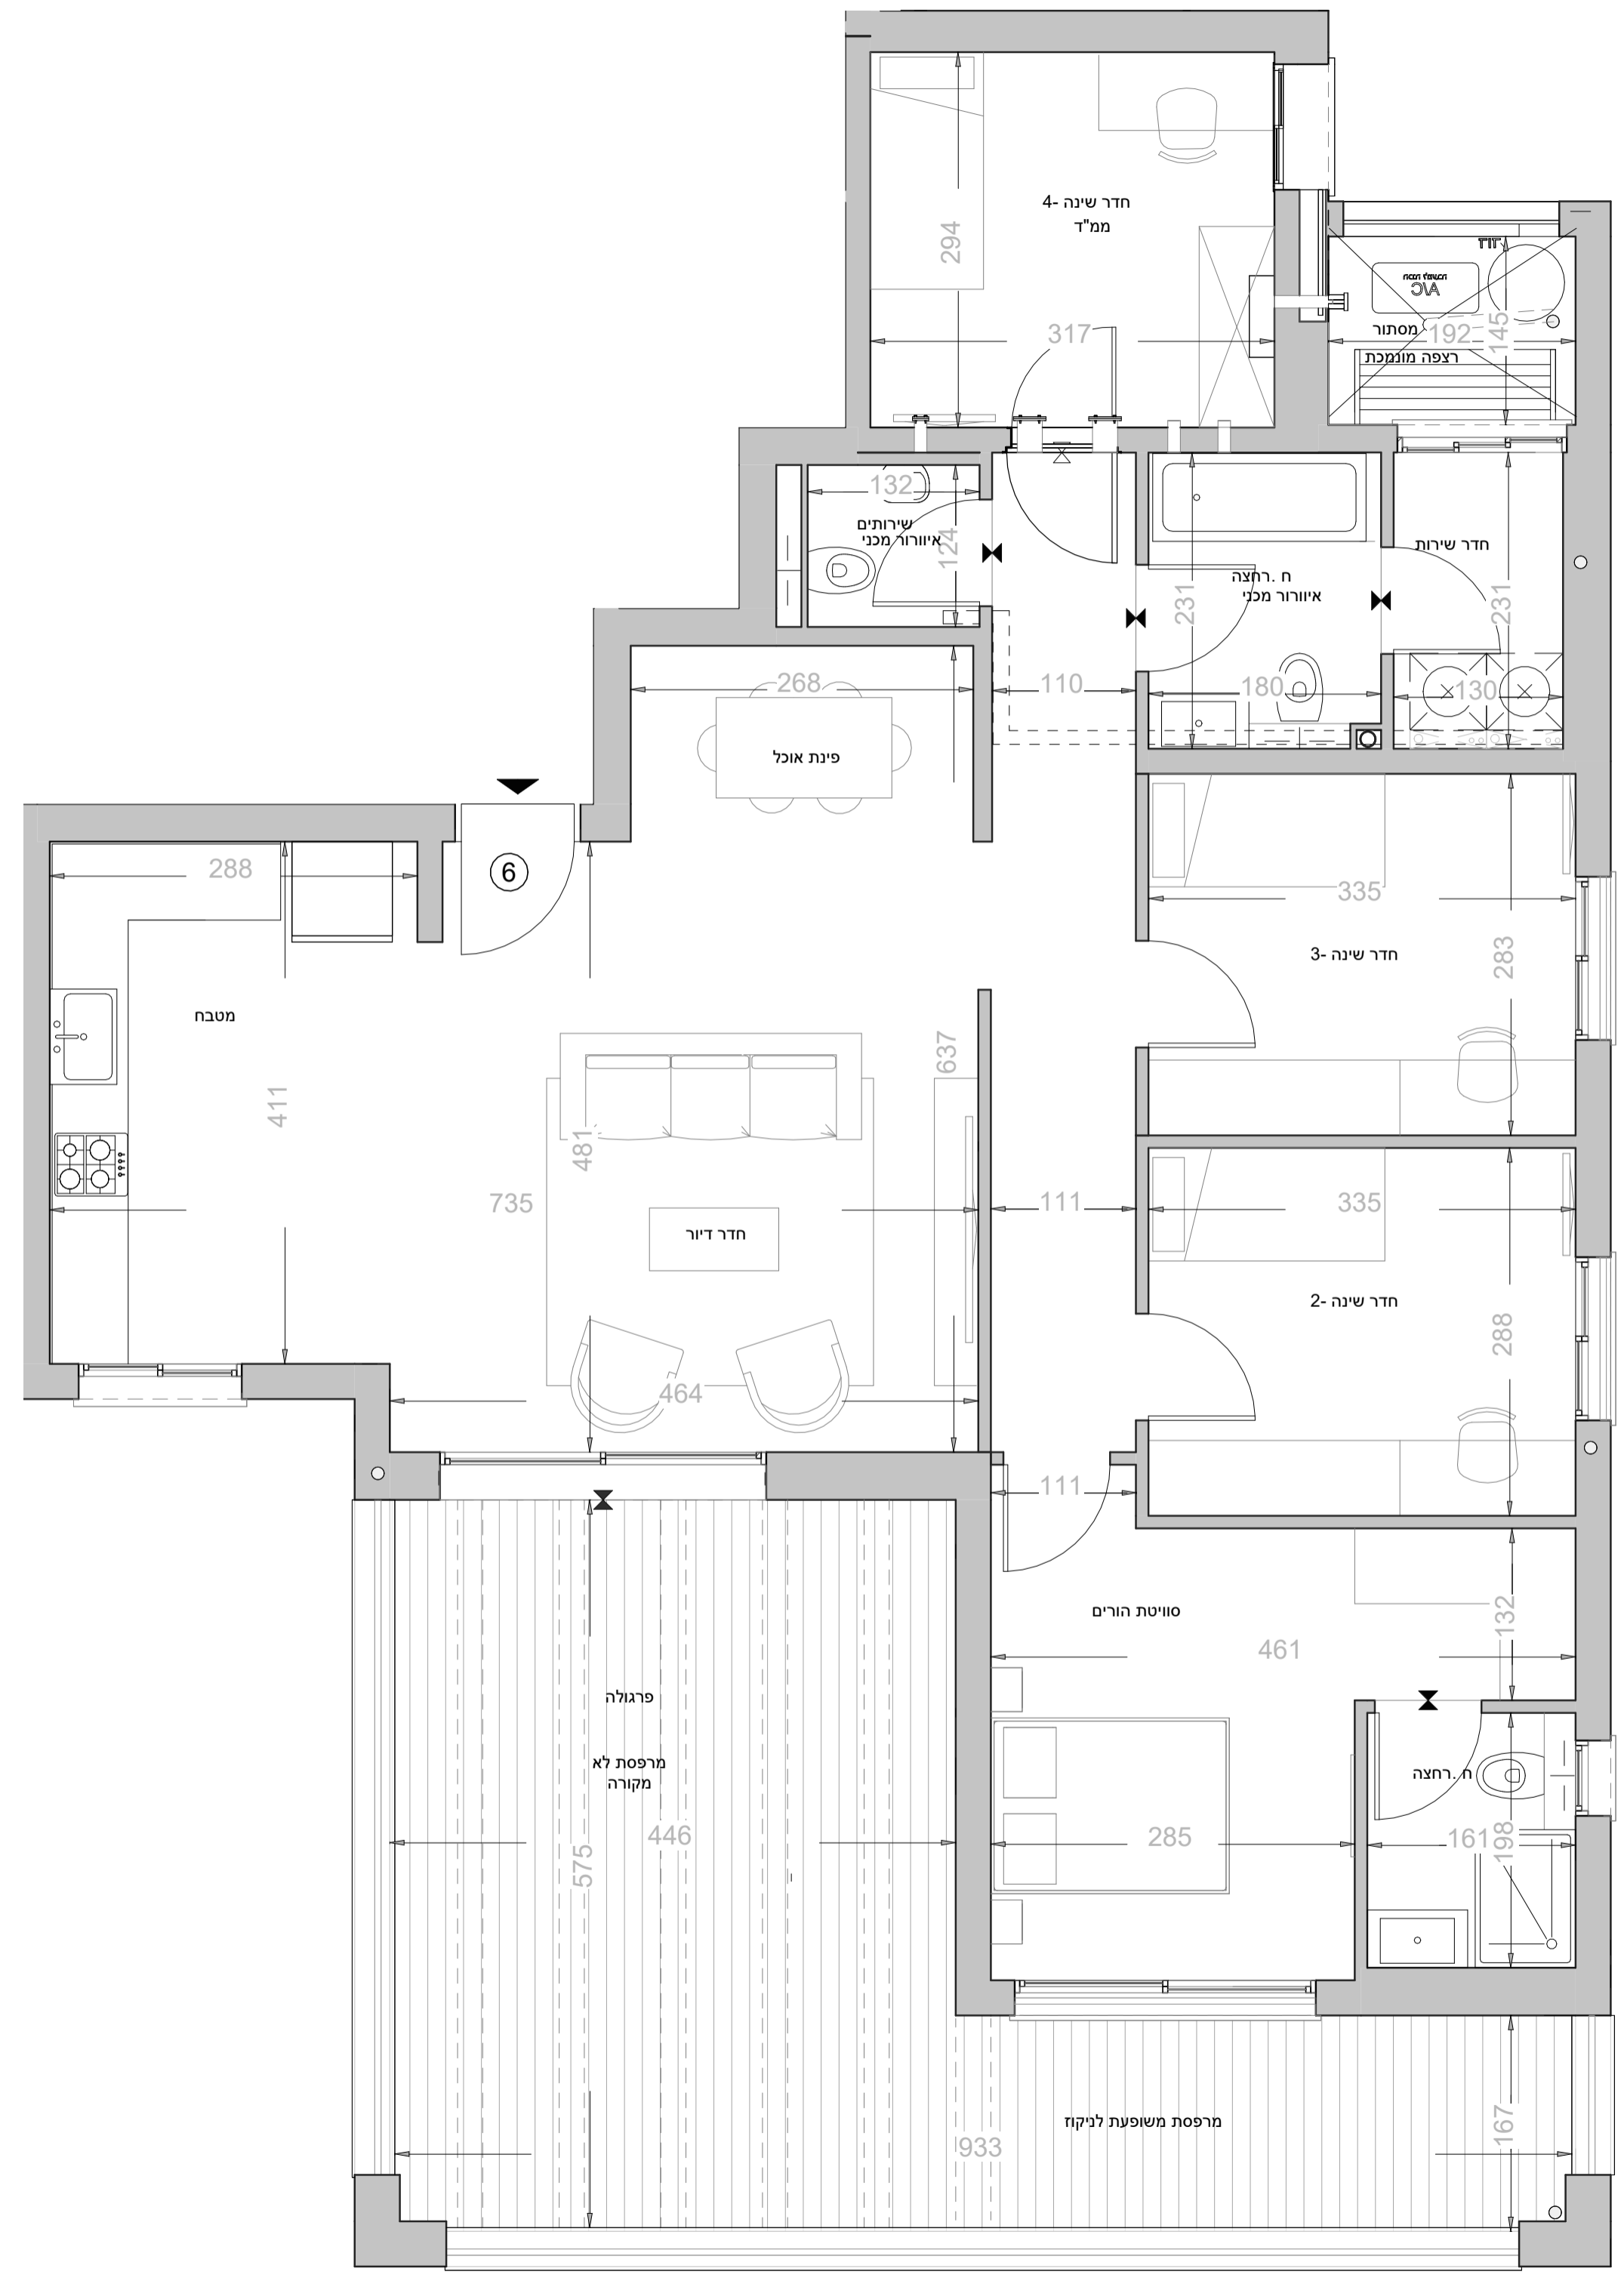 חדר שינה -4
ממ"ד
294
317
דוד
A/C
מסתור
192
145
רצפה מונמכת
132
שירותים
איוורור מכני
124
ח .רחצה
איוורור מכני
231
180
חדר שירות
231
130
110
268
פינת אוכל
6
288
מטבח
411
335
חדר שינה -3
283
637
481
735
חדר דיור
464
111
335
חדר שינה -2
288
111
סוויטת הורים
132
461
פרגולה
מרפסת לא
מקורה
446
575
285
ח .רחצה
161
198
מרפסת משופעת לניקוז
933
167